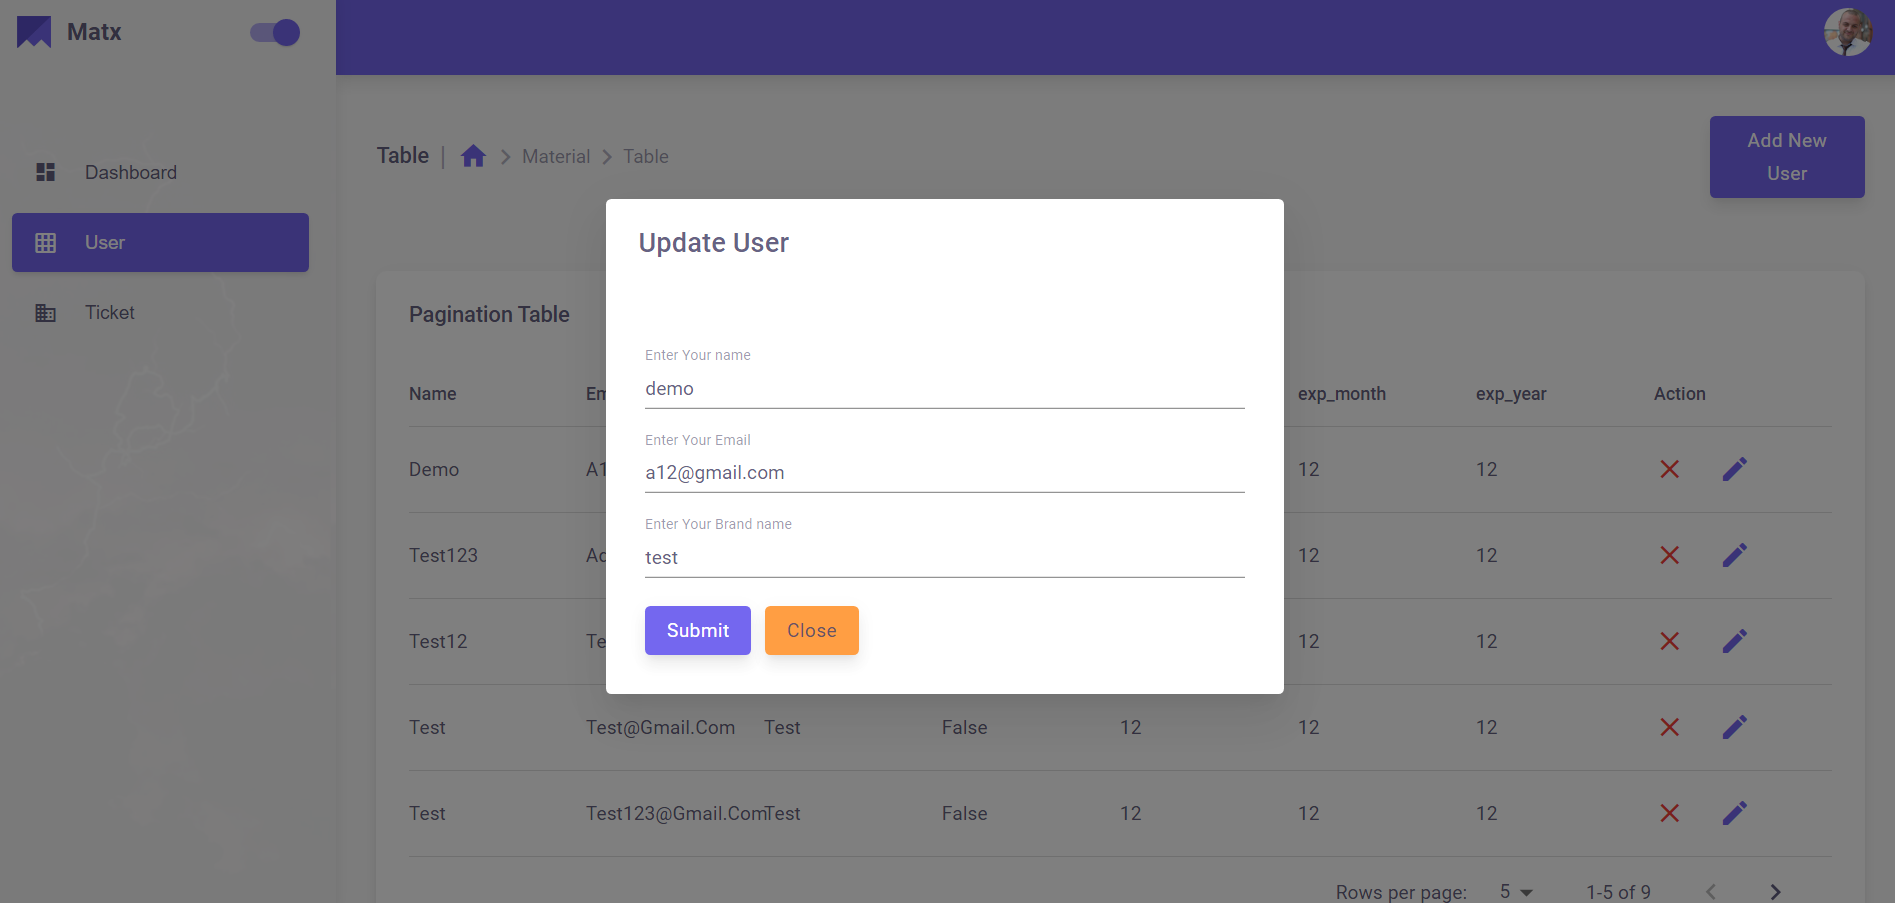 Matx
Dashboard
User
Ticket
Table | Material Table
Add New
User
Update User
Enter Your name
demo
Enter Your Email
a12@gmail.com
Enter Your Brand name
test
Submit Close
Pagination Table
Name Em exp_month exp_year Action
Demo A1 12 12
Test123 Ad 12 12
Test12 Te 12 12
Test Test@Gmail.Com Test False 12 12 12
Test Test123@Gmail.Com Test False 12 12 12
Rows per page: 5 1-5 of 9